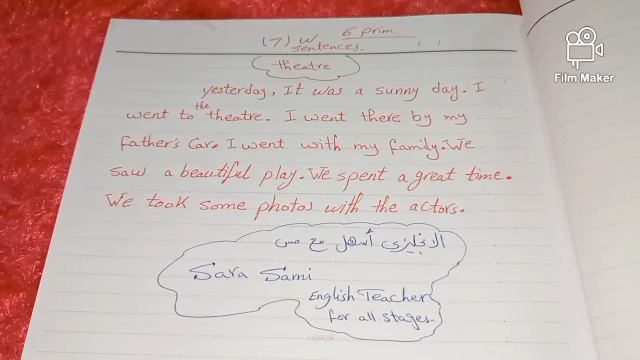 6 prim.
(7) W
sentences.
theatre
yesterday, It was a sunny day. I
went to the theatre. I went there by my
Father's Car. I went with my family. We
saw a beautiful play. We spent a great time.
We took some photos with the actors.
الانجليزي أسهل مع مس
Sara Sami
English Teacher
for all stages
Film Maker